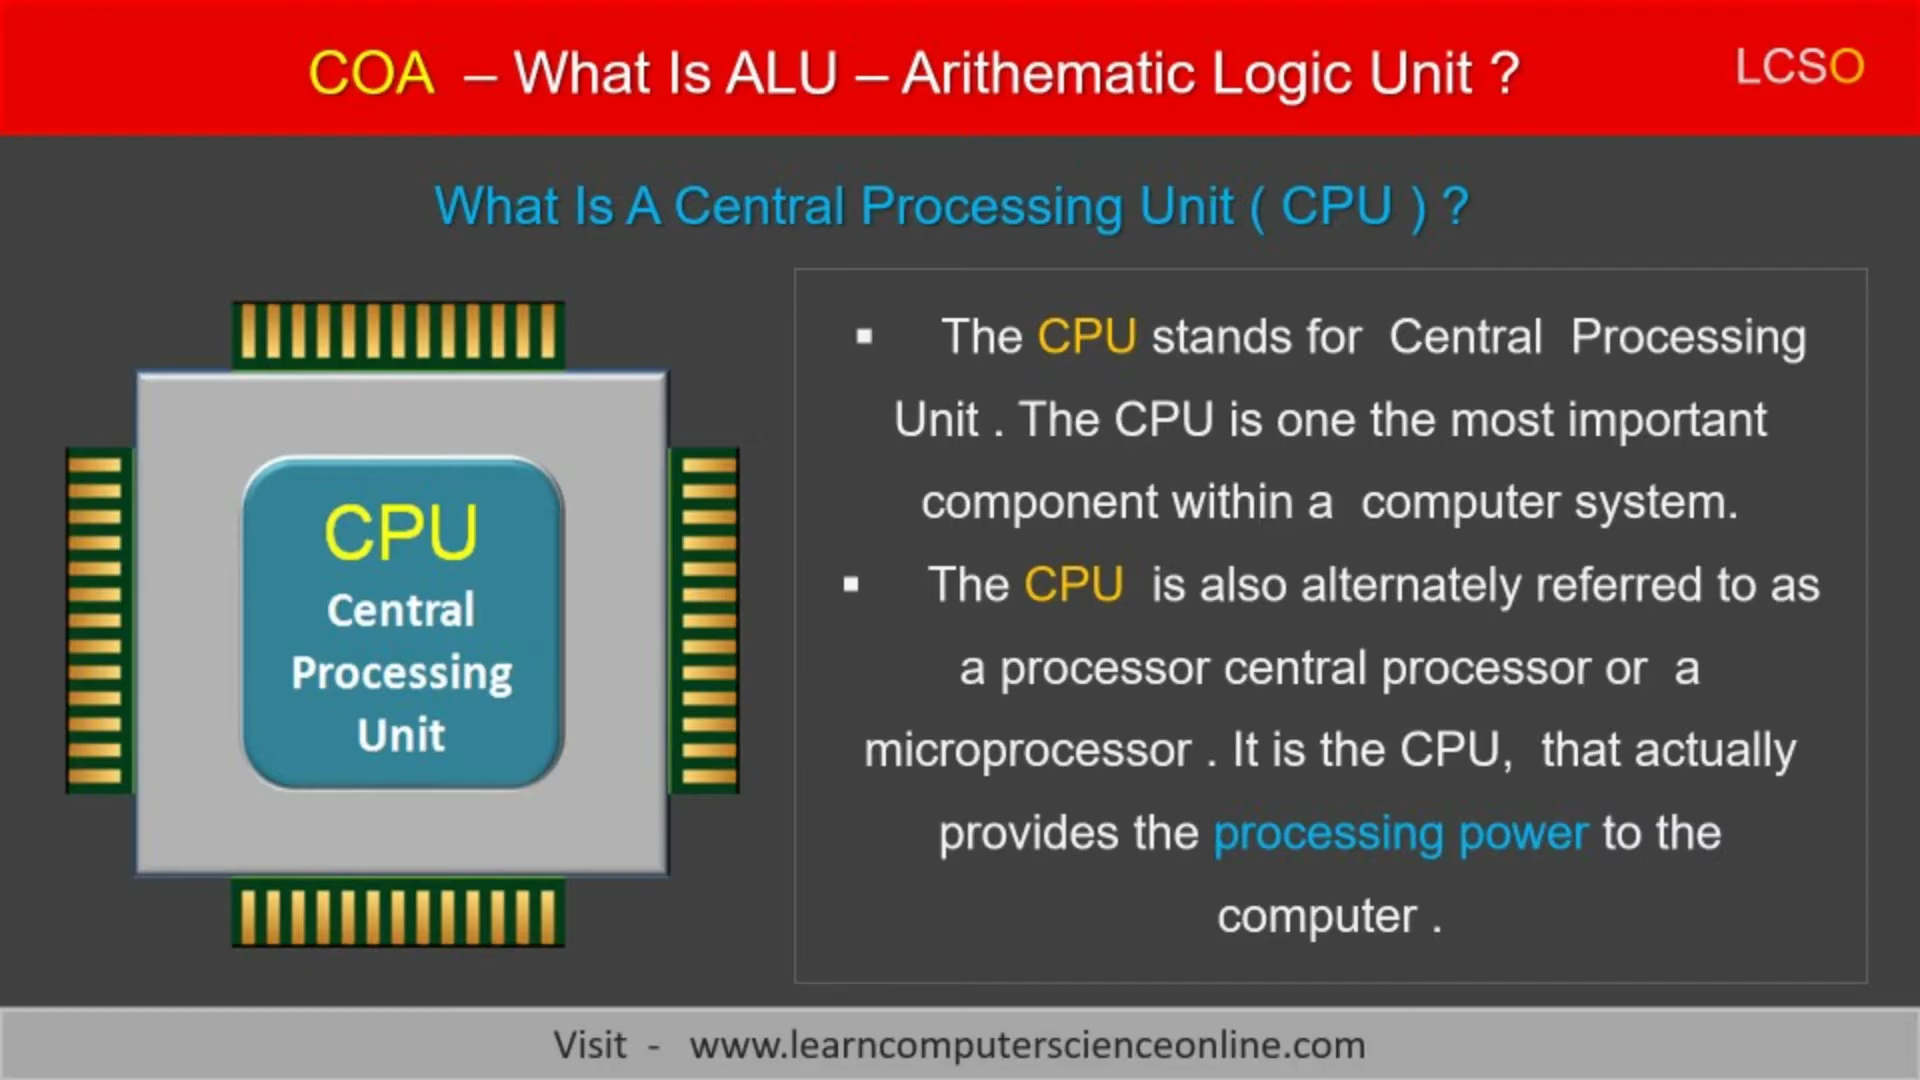 COA – What Is ALU – Arithematic Logic Unit ?
LCSO
What Is A Central Processing Unit ( CPU ) ?
CPU
Central
Processing
Unit
▪ The CPU stands for Central Processing
Unit . The CPU is one the most important
component within a computer system.
▪ The CPU is also alternately referred to as
a processor central processor or a
microprocessor . It is the CPU, that actually
provides the processing power to the
computer .
Visit - www.learncomputerscienceonline.com